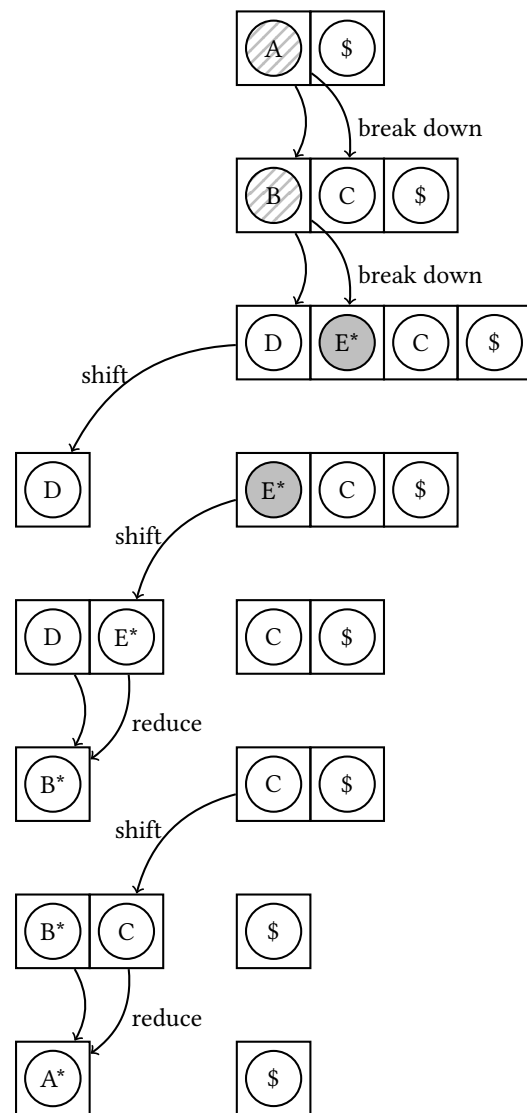 A $
break down
B C $
break down
D E* C $
shift
D E* C $
shift
D E* C $
reduce
B* C $
shift
B* C $
reduce
A* $